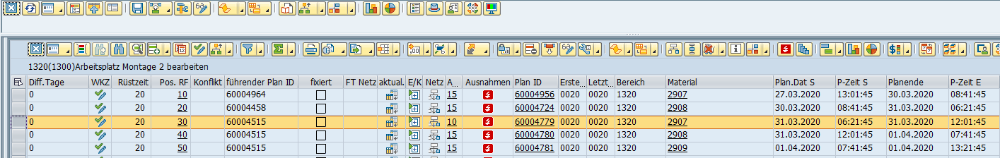 1320(1300)Arbeitsplatz Montage 2 bearbeiten
Diff.Tage WKZ Rüstzeit Pos. RF Konflikt führender Plan ID fixiert FT Netz aktual. E/K Netz A... Ausnahmen Plan ID Erste... Letzt... Bereich Material Plan.Dat S P-Zeit S Planende P-Zeit E
0 20 10 60004964 15 60004956 0020 0020 1320 2907 27.03.2020 13:01:45 30.03.2020 08:41:45
0 20 20 60004458 15 60004724 0020 0020 1320 2908 30.03.2020 08:41:45 31.03.2020 06:21:45
0 20 30 60004515 10 60004779 0020 0020 1320 2907 31.03.2020 06:21:45 31.03.2020 12:01:45
0 20 40 60004515 15 60004780 0020 0020 1320 2908 31.03.2020 12:01:45 01.04.2020 07:41:45
0 20 50 60004515 15 60004781 0020 0020 1320 2909 01.04.2020 07:41:45 01.04.2020 13:21:45